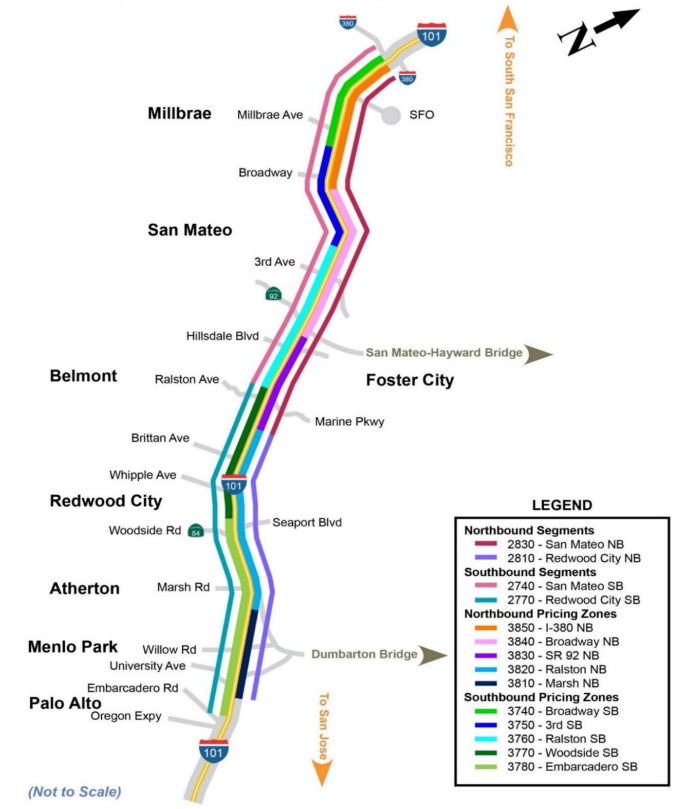 380
101
N
To South San Francisco
380
Millbrae
Millbrae Ave
SFO
Broadway
San Mateo
3rd Ave
92
Hillsdale Blvd
San Mateo-Hayward Bridge
Belmont
Ralston Ave
Foster City
Marine Pkwy
Brittan Ave
Whipple Ave
101
Redwood City
Seaport Blvd
Woodside Rd
84
Atherton
Marsh Rd
Menlo Park
Willow Rd
Dumbarton Bridge
University Ave
Embarcadero Rd
Palo Alto
Oregon Expy
To San Jose
101
(Not to Scale)
LEGEND
Northbound Segments
2830 - San Mateo NB
2810 - Redwood City NB
Southbound Segments
2740 - San Mateo SB
2770 - Redwood City SB
Northbound Pricing Zones
3850 - I-380 NB
3840 - Broadway NB
3830 - SR 92 NB
3820 - Ralston NB
3810 - Marsh NB
Southbound Pricing Zones
3740 - Broadway SB
3750 - 3rd SB
3760 - Ralston SB
3770 - Woodside SB
3780 - Embarcadero SB